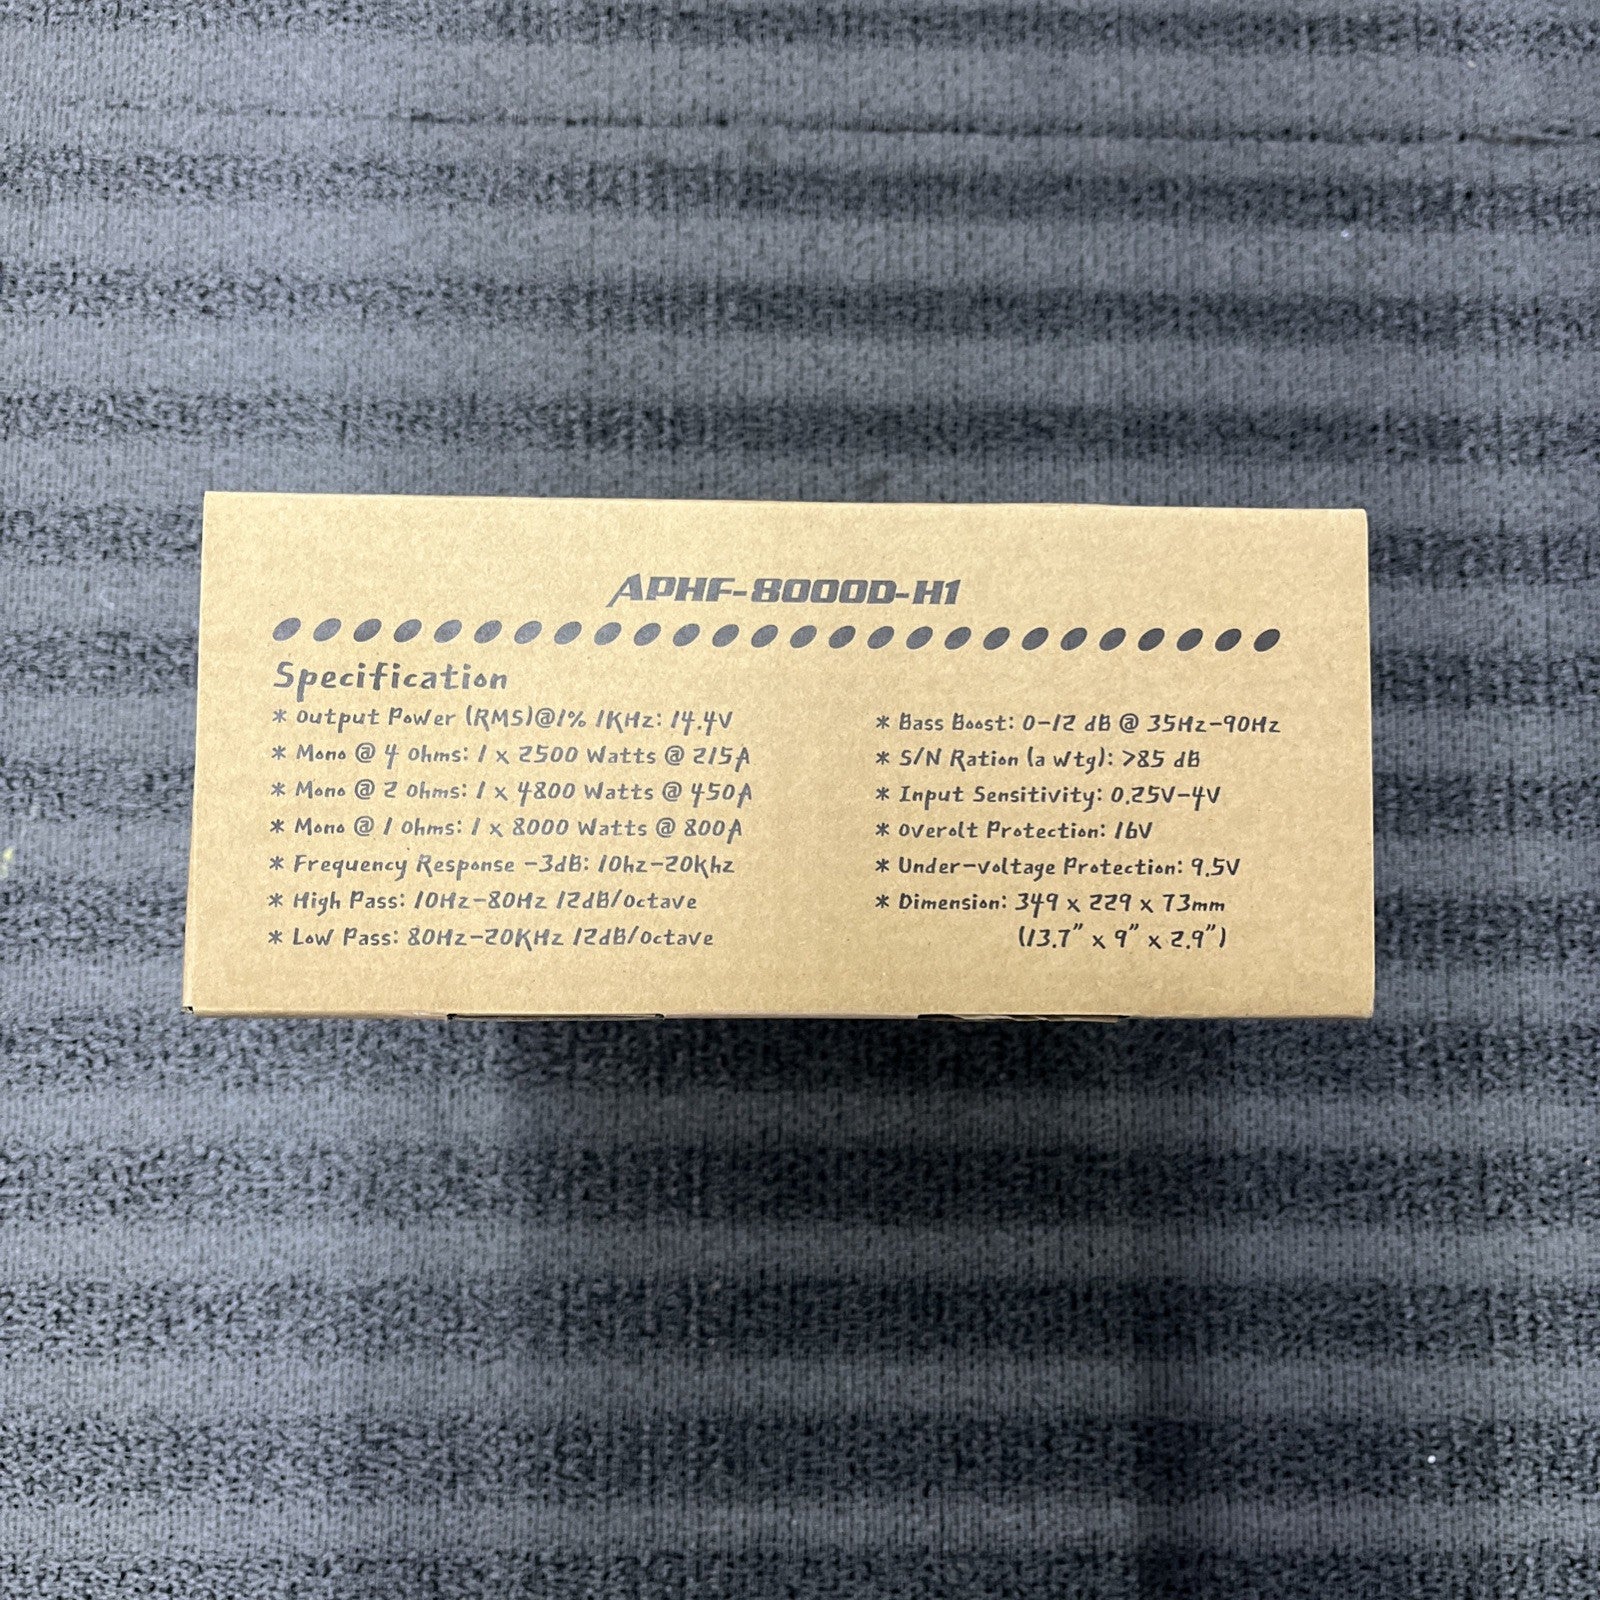 APHF-8000D-H1
Specification
* Output Power (RMS)@1% 1KHz: 14.4V
* Mono @ 4 Ohms: 1 x 2500 Watts @ 215A
* Mono @ 2 Ohms: 1 x 4800 Watts @ 450A
* Mono @ 1 Ohms: 1 x 8000 Watts @ 800A
* Frequency Response -3dB: 10hz-20Khz
* High Pass: 10Hz-80Hz 12dB/Octave
* Low Pass: 80Hz-20KHz 12dB/Octave
* Bass Boost: 0-12 dB @ 35Hz-90Hz
* S/N Ration (a wtg): >85 dB
* Input Sensitivity: 0.25V-4V
* Overolt Protection: 16V
* Under-voltage Protection: 9.5V
* Dimension: 349 x 229 x 73mm
(13.7" x 9" x 2.9")